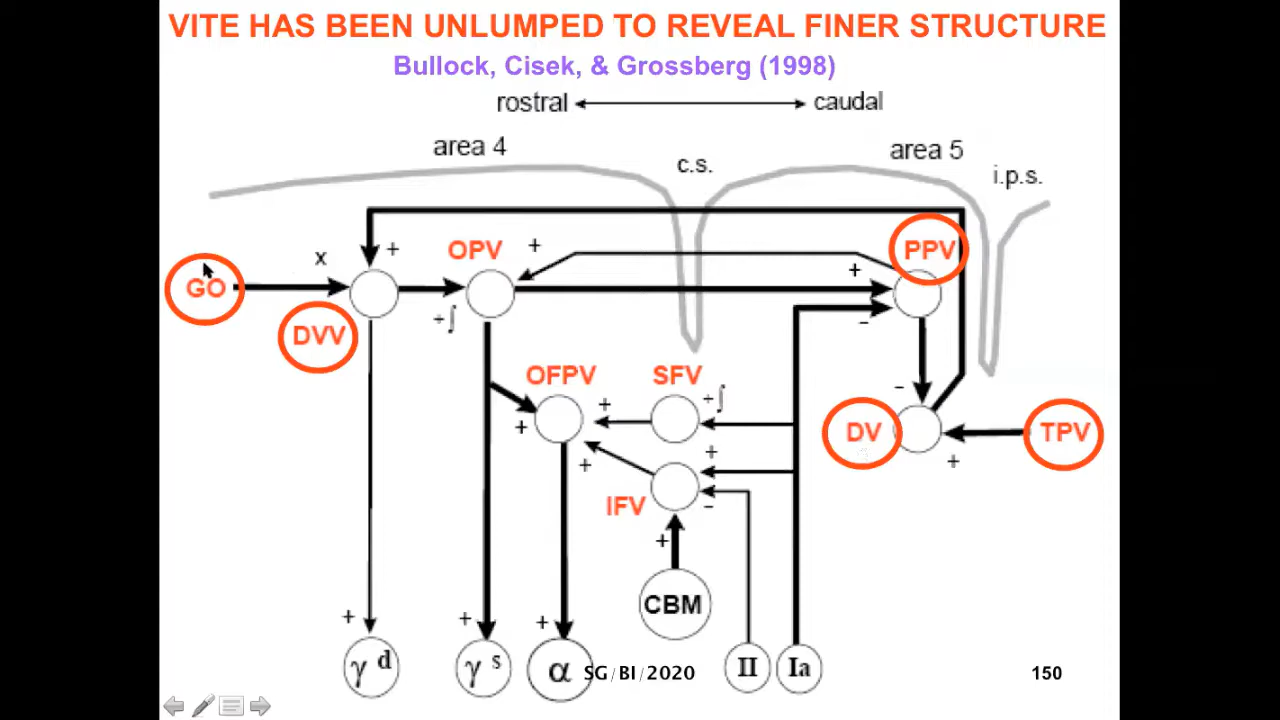 VITE HAS BEEN UNLUMPED TO REVEAL FINER STRUCTURE
Bullock, Cisek, & Grossberg (1998)
rostral
caudal
area 4
c.s.
area 5
i.p.s.
GO
x
+
OPV
+
PPV
+
-
DVV
+∫
OFPV
SFV
+
+∫
-
DV
TPV
+
+
+
+
IFV
-
+
CBM
+
+
+
γ d
γ s
α
SG/BI/2020
II
Ia
150